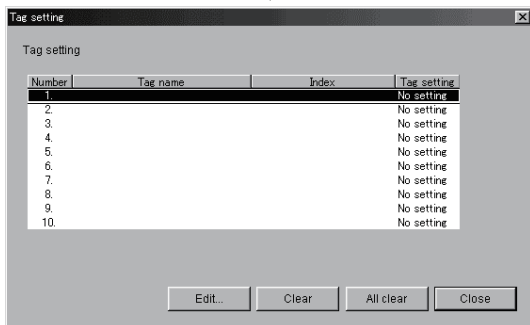 Tag setting
Tag setting
Number Tag name Index Tag setting
1. No setting
2. No setting
3. No setting
4. No setting
5. No setting
6. No setting
7. No setting
8. No setting
9. No setting
10. No setting
Edit... Clear All clear Close